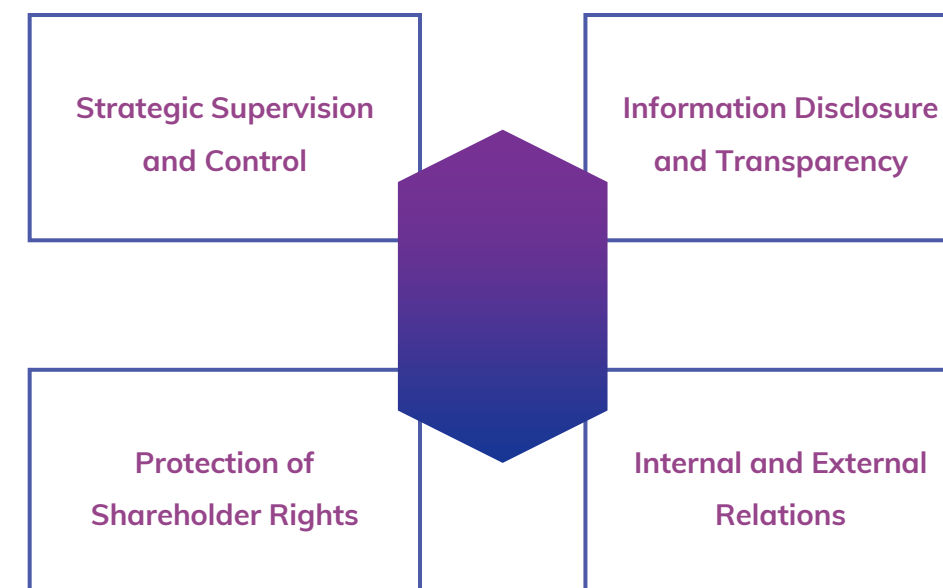 Strategic Supervision
and Control
Information Disclosure
and Transparency
Protection of
Shareholder Rights
Internal and External
Relations